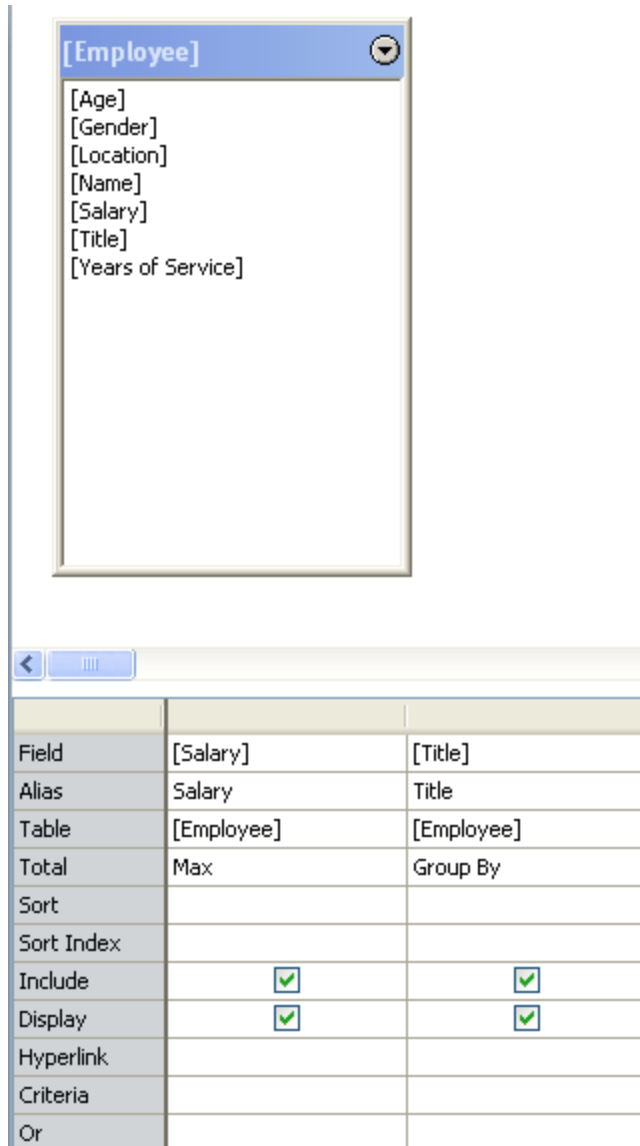 [Employee]
[Age]
[Gender]
[Location]
[Name]
[Salary]
[Title]
[Years of Service]
Field [Salary] [Title]
Alias Salary Title
Table [Employee] [Employee]
Total Max Group By
Sort
Sort Index
Include
Display
Hyperlink
Criteria
Or